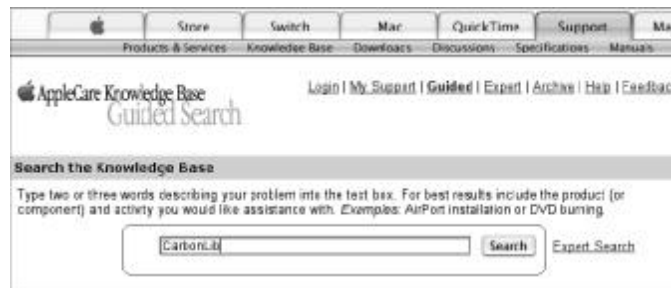 Store Switch Mac QuickTime Support
Products & Services Knowledge Base Downloads Discussions Specifications Manuals
AppleCare Knowledge Base
Guided Search
Login | My Support | Guided | Expert | Archive | Help | Feedbac
Search the Knowledge Base
Type two or three words describing your problem into the text box. For best results include the product (or
component) and activity you would like assistance with. Examples: AirPort installation or DVD burning.
CarbonLib Search Expert Search